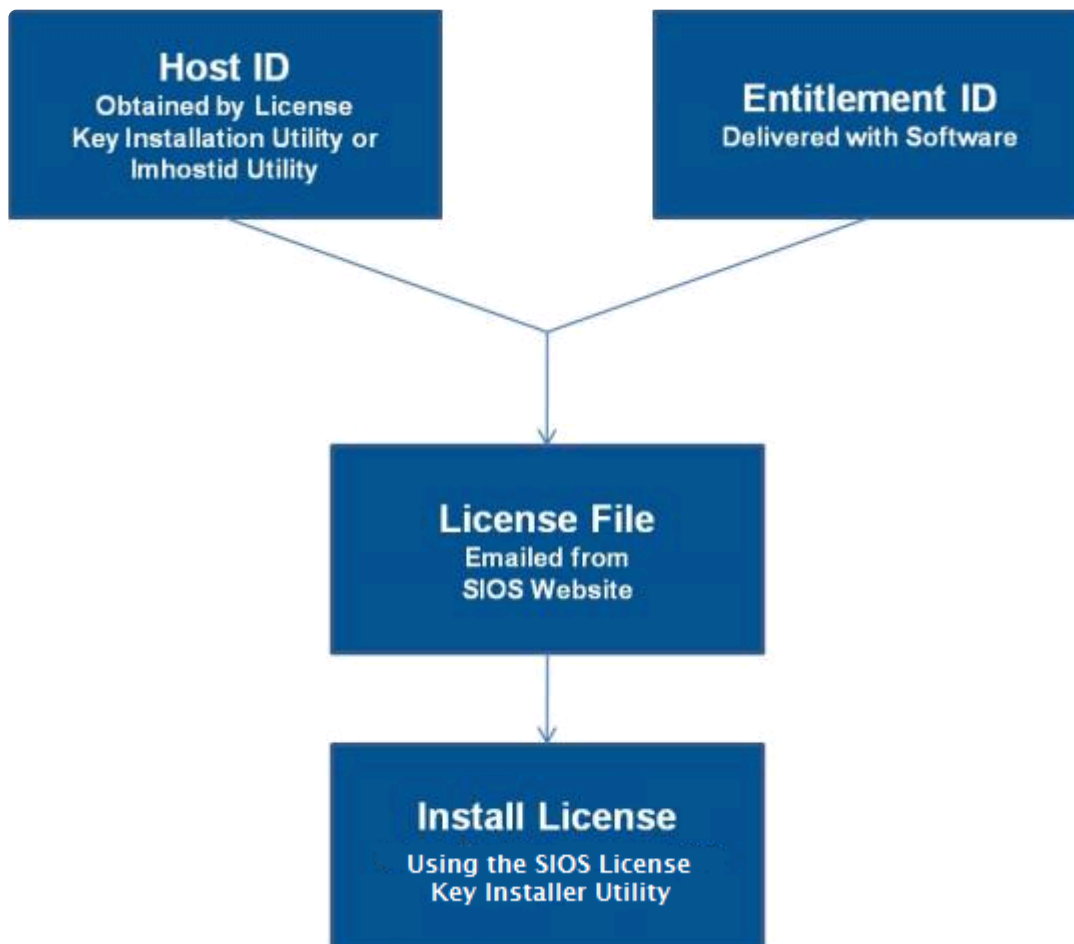 Host ID
Obtained by License
Key Installation Utility or
Imhostid Utility
Entitlement ID
Delivered with Software
License File
Emailed from
SIOS Website
Install License
Using the SIOS License
Key Installer Utility